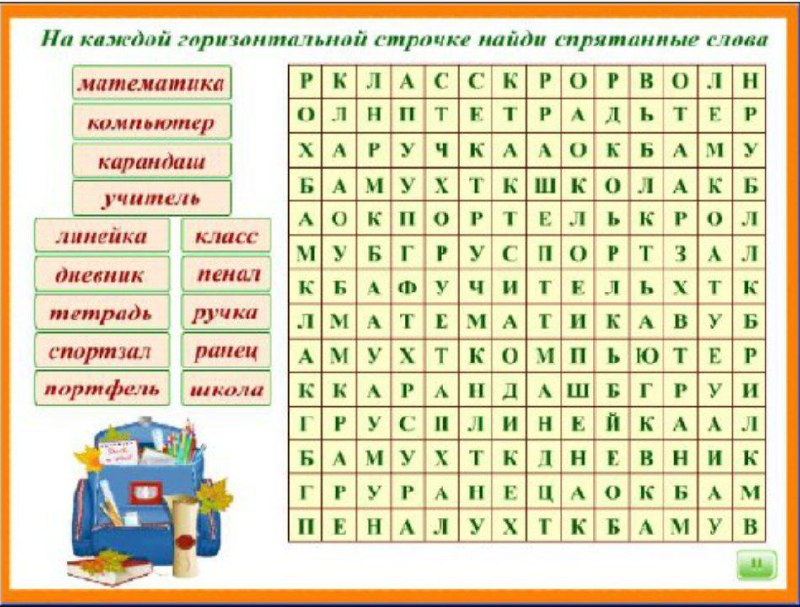 На каждой горизонтальной строчке найди спрятанные слова
математика
компьютер
карандаш
учитель
линейка класс
дневник пенал
тетрадь ручка
спортзал ранец
портфель школа
Р К Л А С С К Р О Р В О Л Н
О Л Н П Т Е Т Р А Д Ь Т Е Р
Х А Р У Ч К А А О К Б А М У
Б А М У Х Т К Ш К О Л А К Б
А О К П О Р Т Е Л Ь К Р О Л
М У Б Г Р У С П О Р Т З А Л
К Б А Ф У Ч И Т Е Л Ь Х Т К
Л М А Т Е М А Т И К А В У Б
А М У Х Т К О М П Ь Ю Т Е Р
К К А Р А Н Д А Ш Б Г Р У И
Г Р У С П Л И Н Е Й К А А Л
Б А М У Х Т К Д Н Е В Н И К
Г Р У Р А Н Е Ц А О К Б А М
П Е Н А Л У Х Т К Б А М У В